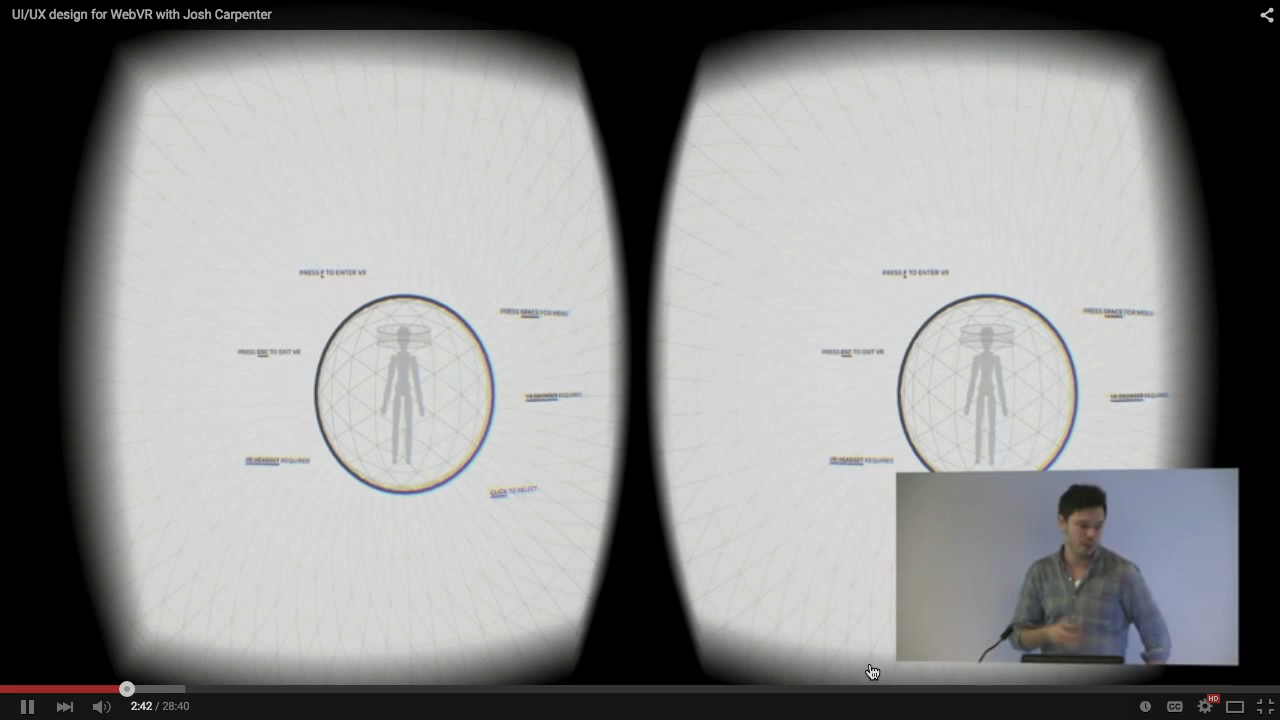 UI/UX design for WebVR with Josh Carpenter
PRESS F TO ENTER VR
PRESS SPACE FOR MENU
PRESS ESC TO EXIT VR
VR BROWSER REQUIRED
VR HEADSET REQUIRED
CLICK TO SELECT
PRESS F TO ENTER VR
PRESS SPACE FOR MENU
PRESS ESC TO EXIT VR
VR BROWSER REQUIRED
VR HEADSET REQUIRED
2:42 / 28:40
CC
HD